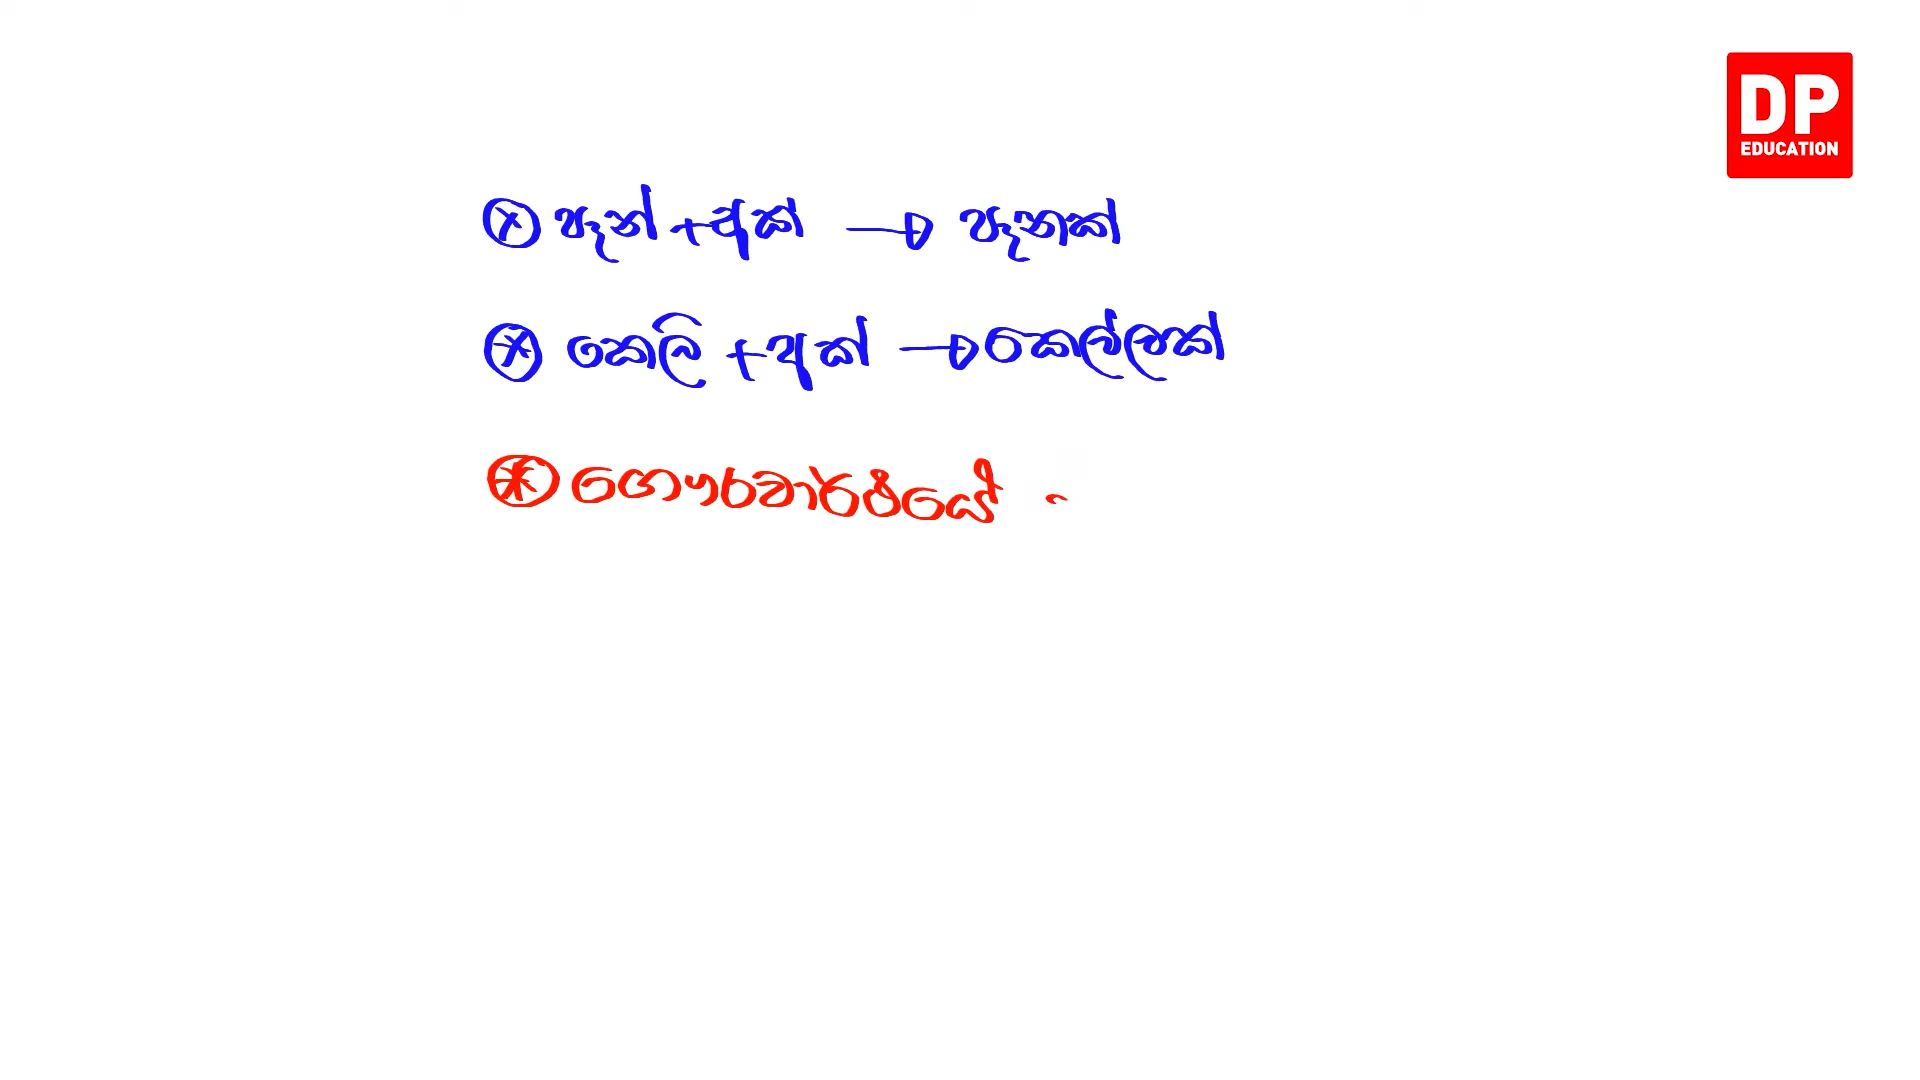 DP
EDUCATION
පෑන් + අක් → පෑනක්
කෙලි + අක් → කෙල්ලක්
ගෞරවාර්ථයේ